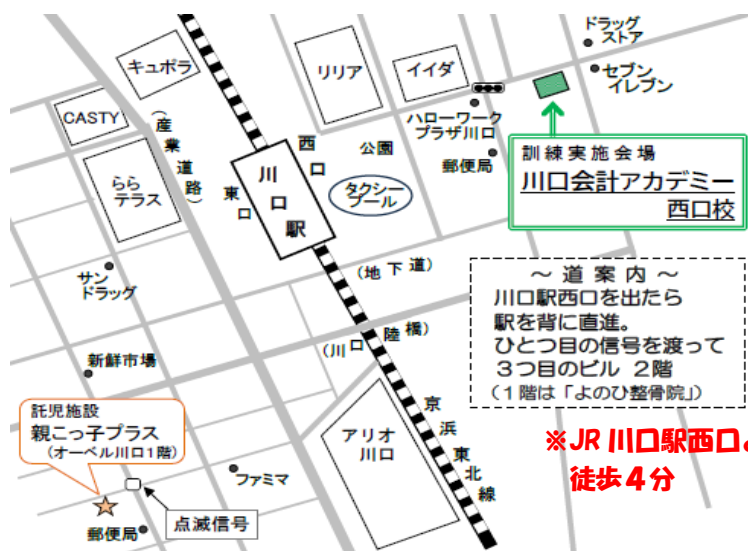 ドラッグ
ストア
キュポラ
リリア
イイダ
セブン
イレブン
CASTY
(産業道路)
ハローワーク
プラザ川口
郵便局
西口
公園
川口駅
東口
タクシー
プール
らら
テラス
訓練実施会場
川口会計アカデミー
西口校
(地下道)
サン
ドラッグ
～ 道案内 ～
川口駅西口を出たら
駅を背に直進。
ひとつ目の信号を渡って
３つ目のビル ２階
(１階は「よのひ整骨院」)
(川口陸橋)
新鮮市場
託児施設
親こっ子プラス
(オーベル川口1階)
アリオ
川口
京浜東北線
※JR 川口駅西口
徒歩４分
ファミマ
点滅信号
郵便局